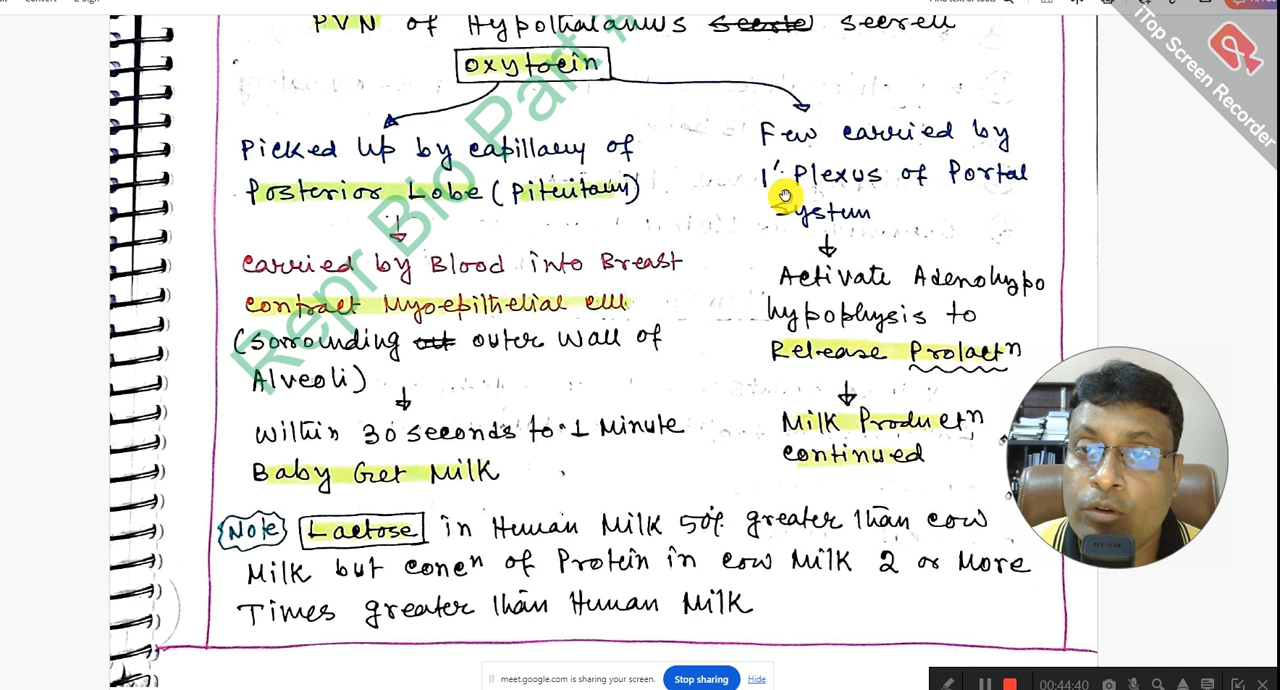 PVN of Hypothalamus secrete
oxytocin
Picked Up by capillary of
Posterior Lobe (Pituitary)
carried by Blood into Breast
contract Myoepithelial cell
(Sorrounding outer wall of
Alveoli)
Within 30 seconds to 1 Minute
Baby Get Milk
Few carried by
1° Plexus of Portal
System
Activate Adenohypo
hypophysis to
Release Prolactn
Milk Productn
continued
Note Lactose in Human Milk 50% greater than cow
Milk but concn of Protein in cow Milk 2 or More
Times greater than Human Milk
Repr Bio Part
iTop Screen Recorder
meet.google.com is sharing your screen. Stop sharing Hide
00:44:40